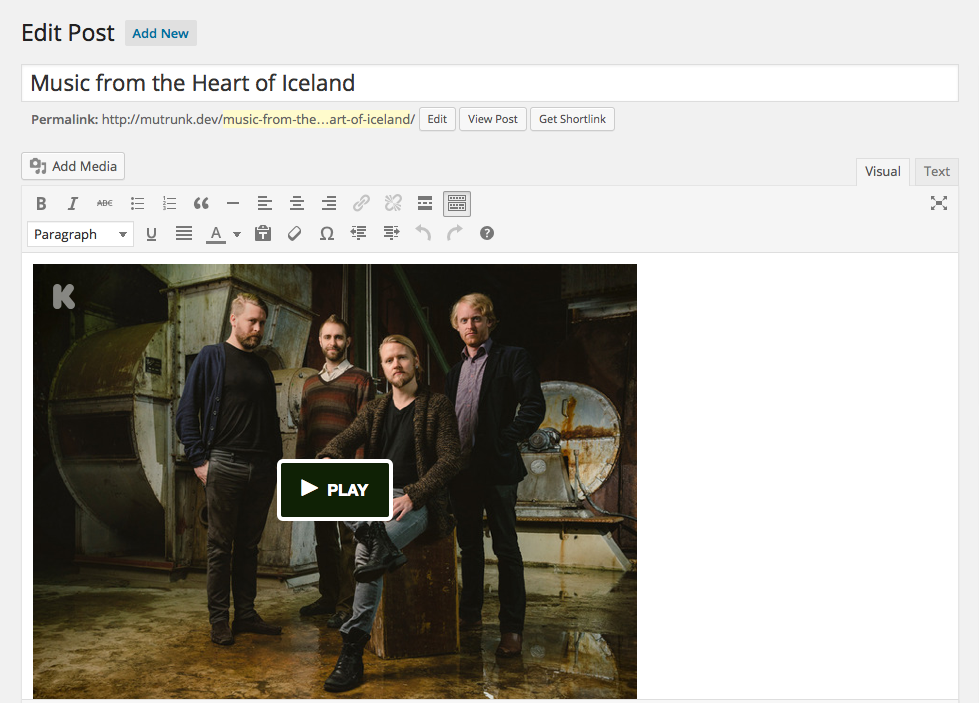 Edit Post Add New
Music from the Heart of Iceland
Permalink: http://mutrunk.dev/music-from-the…art-of-iceland/ Edit View Post Get Shortlink
Add Media Visual Text
B I ABC
Paragraph U A T Ω ?
K
PLAY